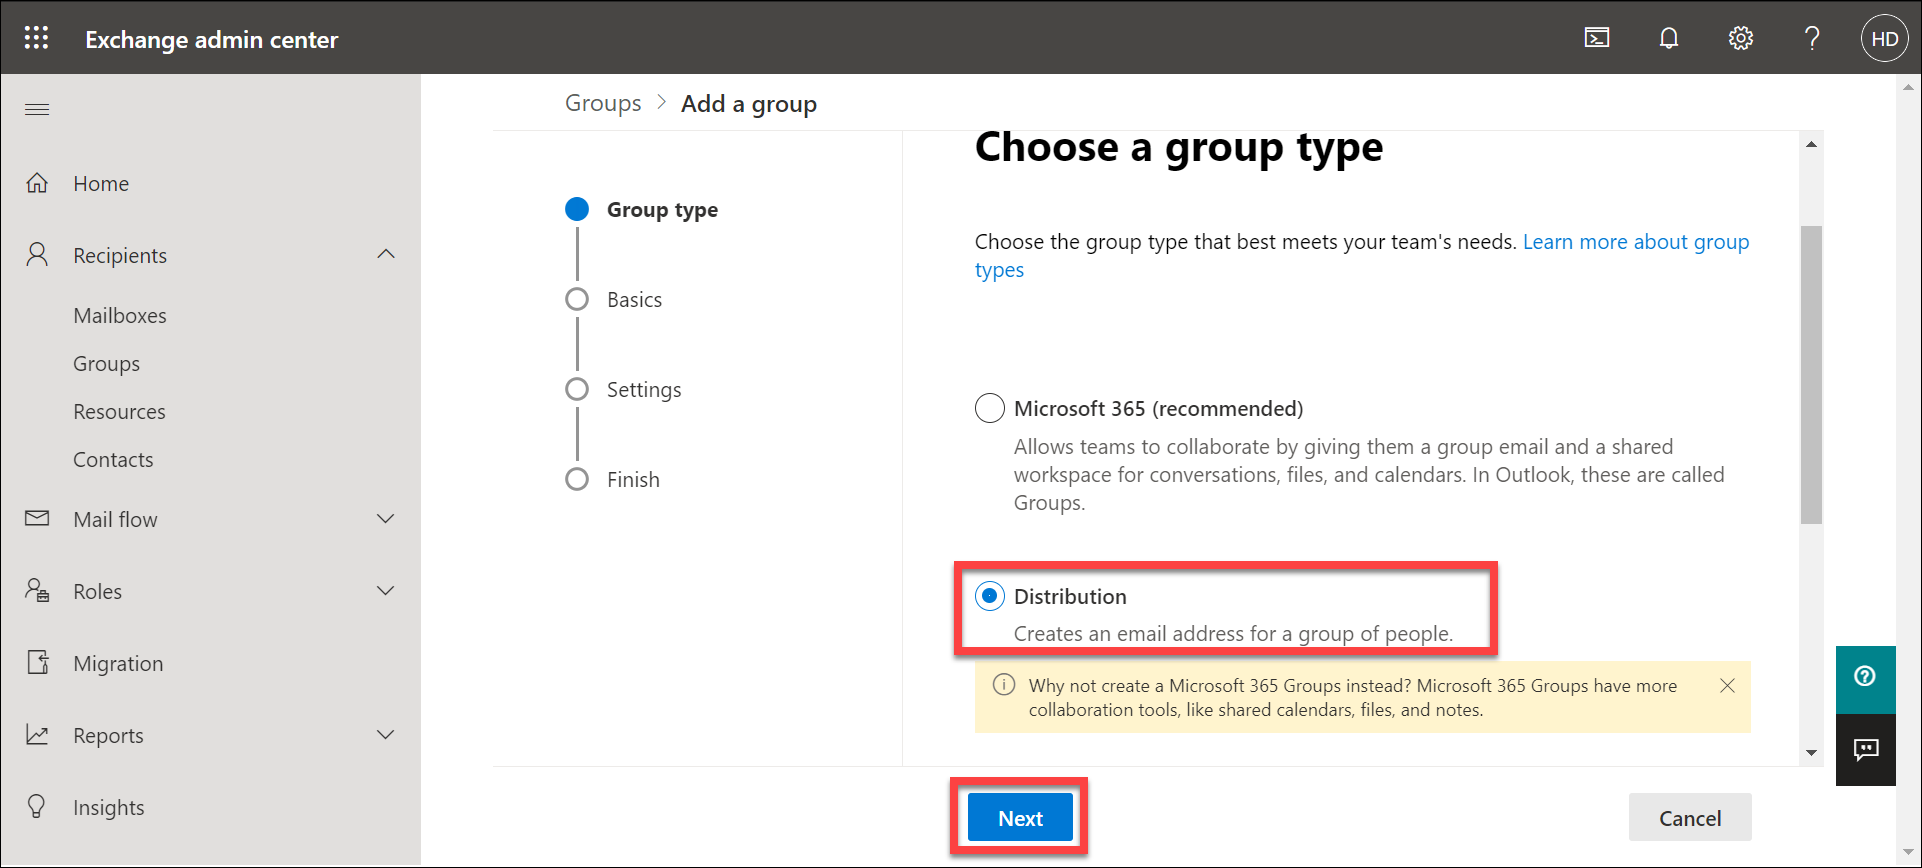 Exchange admin center
HD
Home
Recipients
Mailboxes
Groups
Resources
Contacts
Mail flow
Roles
Migration
Reports
Insights
Groups > Add a group
Group type
Basics
Settings
Finish
Choose a group type
Choose the group type that best meets your team's needs. Learn more about group
types
Microsoft 365 (recommended)
Allows teams to collaborate by giving them a group email and a shared
workspace for conversations, files, and calendars. In Outlook, these are called
Groups.
Distribution
Creates an email address for a group of people.
Why not create a Microsoft 365 Groups instead? Microsoft 365 Groups have more
collaboration tools, like shared calendars, files, and notes.
Next
Cancel